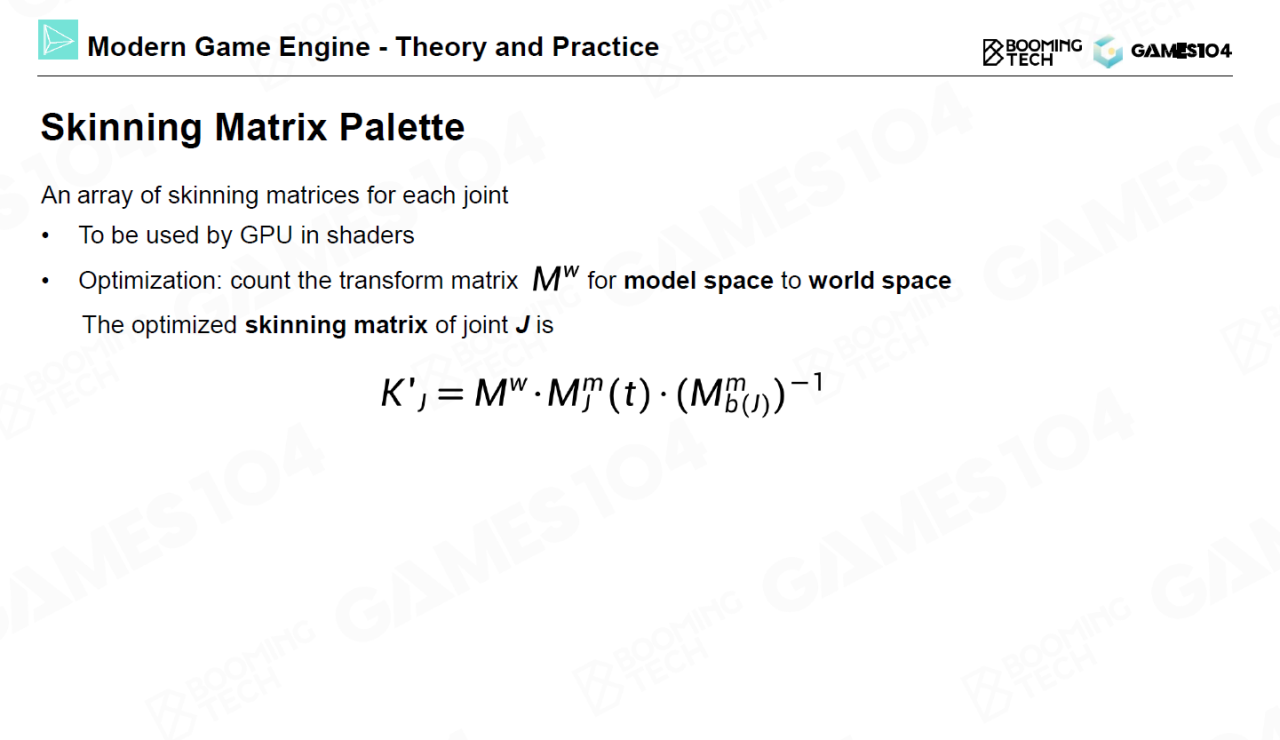 Modern Game Engine - Theory and Practice
BOOMING TECH
GAMES104
Skinning Matrix Palette
An array of skinning matrices for each joint
• To be used by GPU in shaders
• Optimization: count the transform matrix M^w for model space to world space
The optimized skinning matrix of joint J is
K'_J = M^w · M_J^m(t) · (M_{b(J)}^m)^{-1}